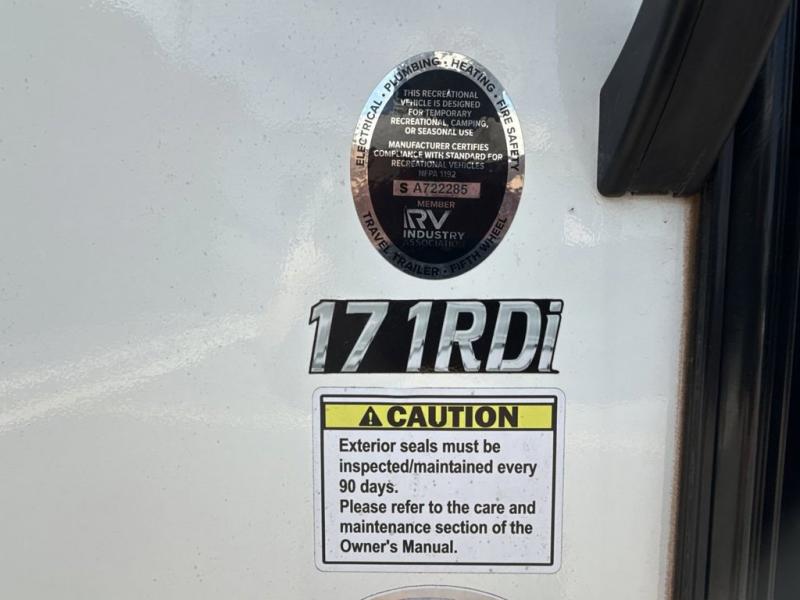 ELECTRICAL • PLUMBING • HEATING • FIRE SAFETY
THIS RECREATIONAL
VEHICLE IS DESIGNED
FOR TEMPORARY
RECREATIONAL, CAMPING,
OR SEASONAL USE
MANUFACTURER CERTIFIES
COMPLIANCE WITH STANDARD FOR
RECREATIONAL VEHICLES
NFPA 1192
S A722285
MEMBER
RV
INDUSTRY
ASSOCIATION
TRAVEL TRAILER • FIFTH WHEEL
171RDi
CAUTION
Exterior seals must be
inspected/maintained every
90 days.
Please refer to the care and
maintenance section of the
Owner's Manual.